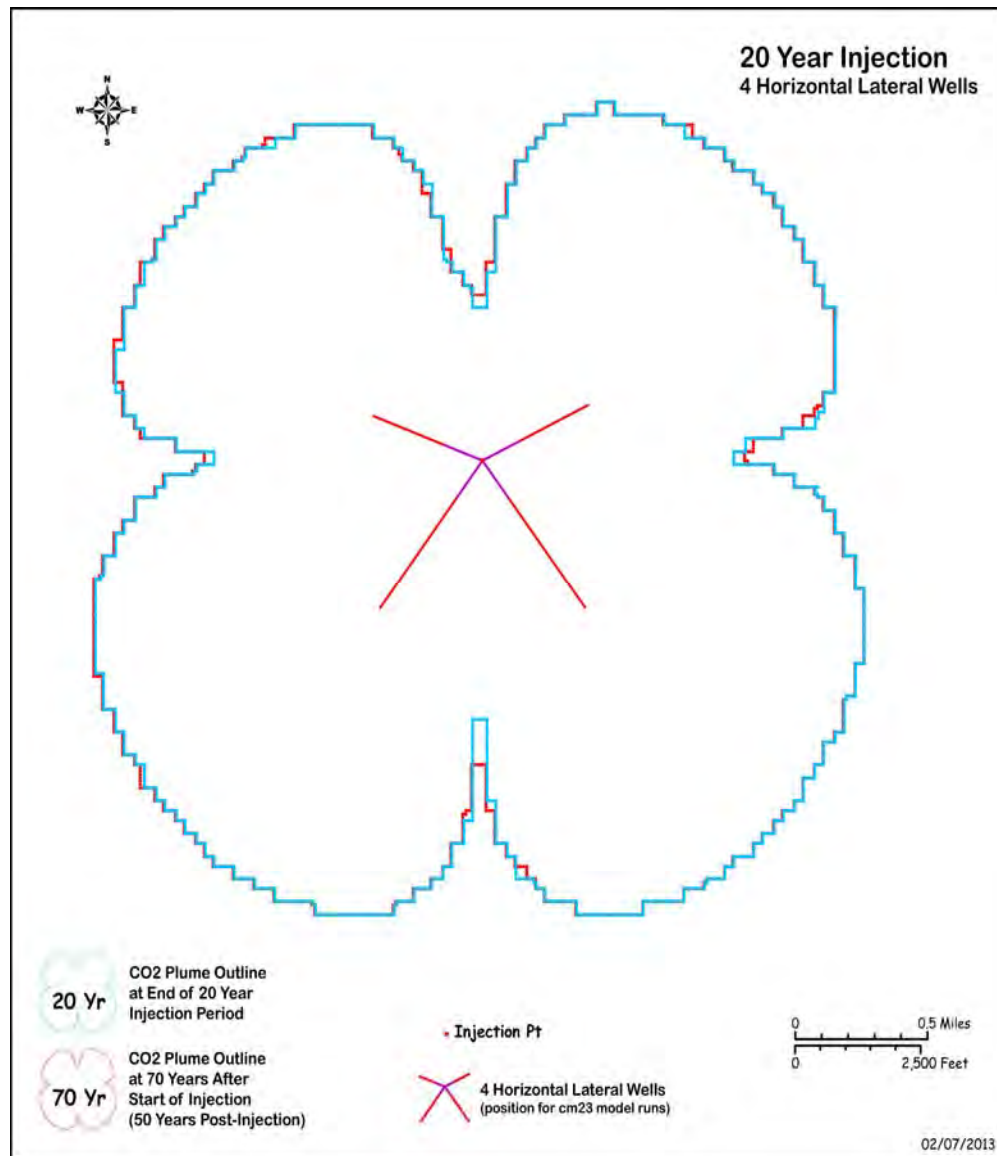 20 Year Injection
4 Horizontal Lateral Wells
N
W E
S
20 Yr
CO2 Plume Outline
at End of 20 Year
Injection Period
70 Yr
CO2 Plume Outline
at 70 Years After
Start of Injection
(50 Years Post-Injection)
Injection Pt
4 Horizontal Lateral Wells
(position for cm23 model runs)
0 0.5 Miles
0 2,500 Feet
02/07/2013